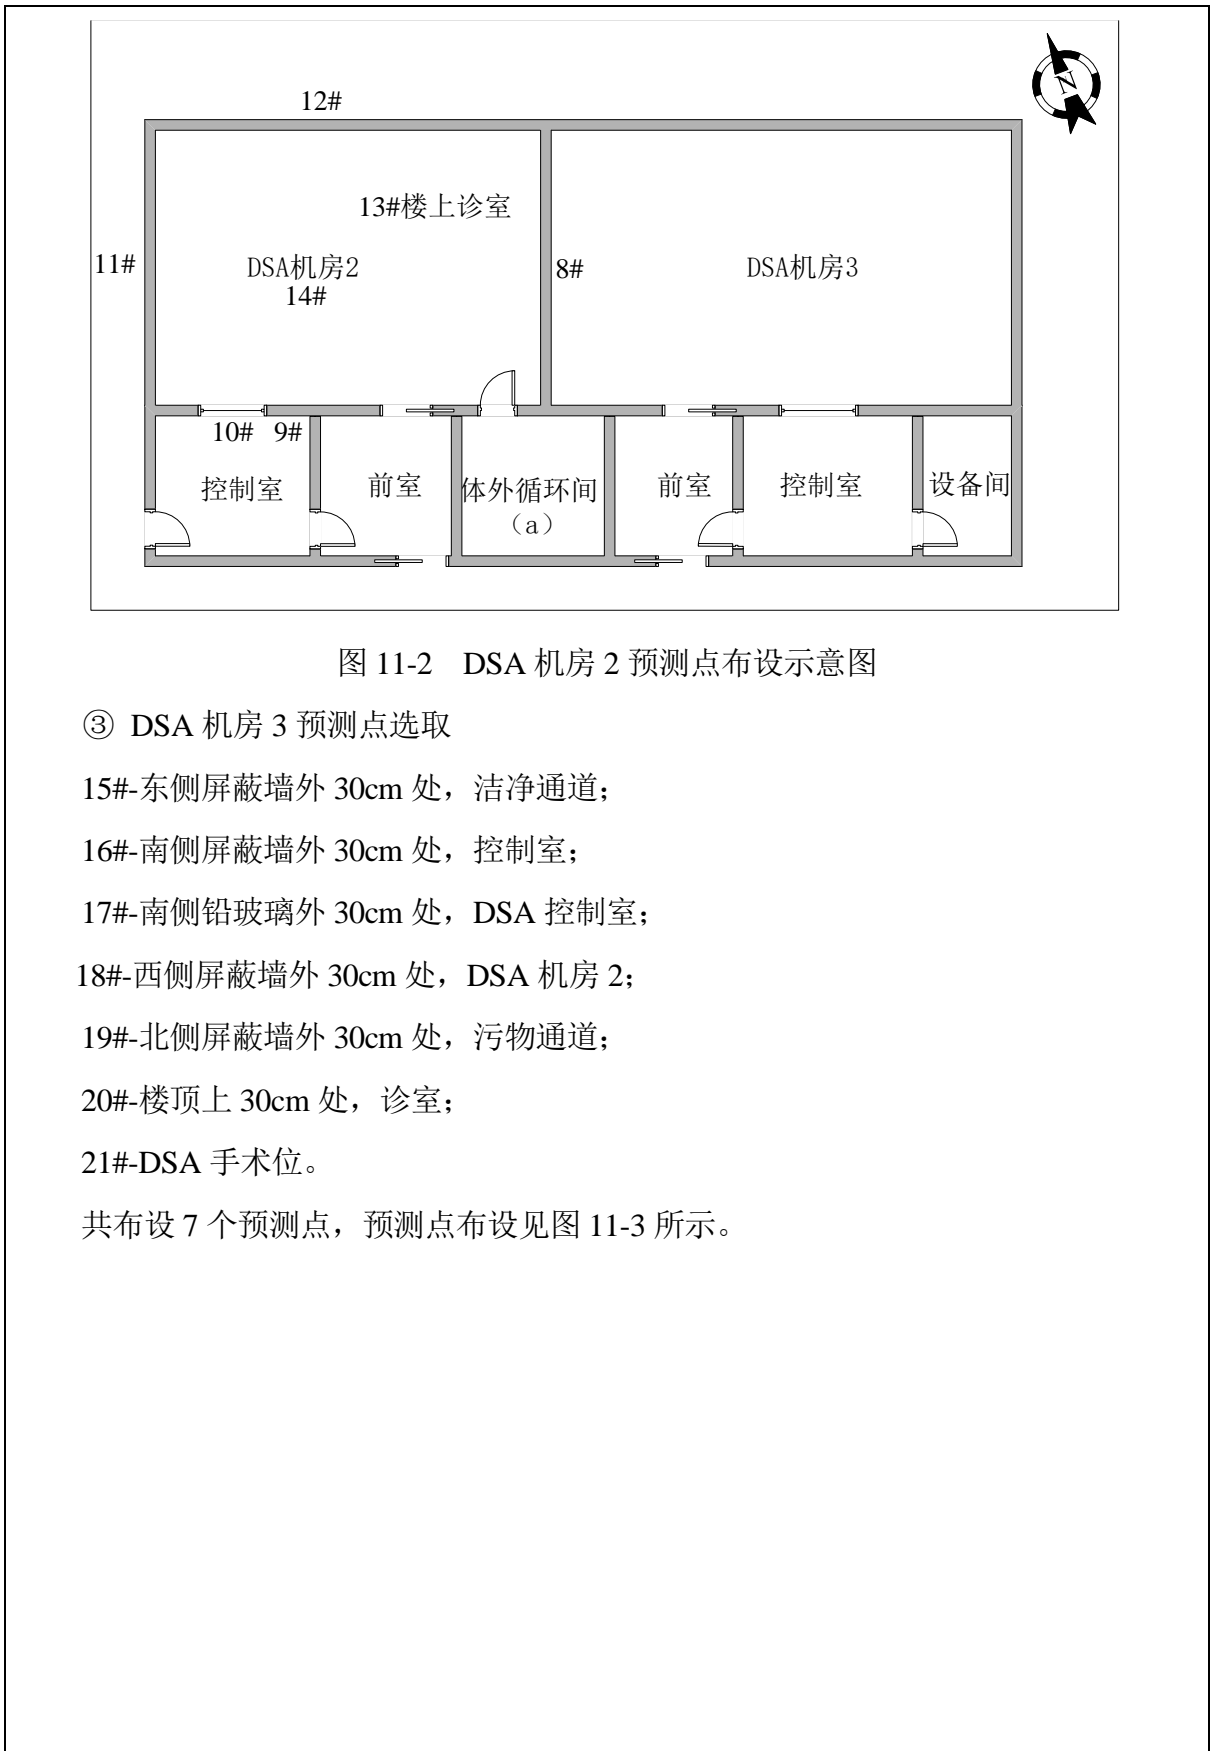 N
12#
13#楼上诊室
11#
DSA机房2
8#
DSA机房3
14#
10# 9#
控制室
前室
体外循环间
（a）
前室
控制室
设备间
图 11-2 DSA 机房 2 预测点布设示意图
③ DSA 机房 3 预测点选取
15#-东侧屏蔽墙外 30cm 处，洁净通道；
16#-南侧屏蔽墙外 30cm 处，控制室；
17#-南侧铅玻璃外 30cm 处，DSA 控制室；
18#-西侧屏蔽墙外 30cm 处，DSA 机房 2；
19#-北侧屏蔽墙外 30cm 处，污物通道；
20#-楼顶上 30cm 处，诊室；
21#-DSA 手术位。
共布设 7 个预测点，预测点布设见图 11-3 所示。